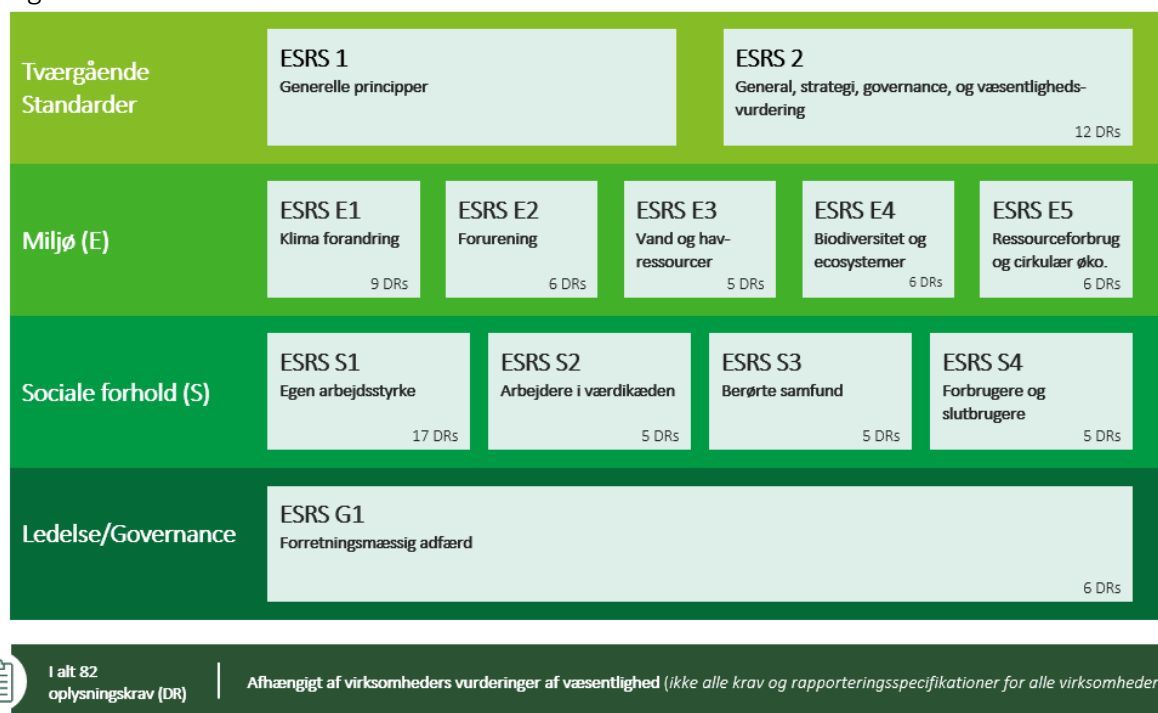 Tværgående
Standarder
ESRS 1
Generelle principper
ESRS 2
General, strategi, governance, og væsentligheds-
vurdering
12 DRs
Miljø (E)
ESRS E1
Klima forandring
9 DRs
ESRS E2
Forurening
6 DRs
ESRS E3
Vand og hav-
ressourcer
5 DRs
ESRS E4
Biodiversitet og
ecosystemer
6 DRs
ESRS E5
Ressourceforbrug
og cirkulær øko.
6 DRs
Sociale forhold (S)
ESRS S1
Egen arbejdsstyrke
17 DRs
ESRS S2
Arbejdere i værdikæden
5 DRs
ESRS S3
Berørte samfund
5 DRs
ESRS S4
Forbrugere og
slutbrugere
5 DRs
Ledelse/Governance
ESRS G1
Forretningsmæssig adfærd
6 DRs
I alt 82
oplysningskrav (DR)
Afhængigt af virksomheders vurderinger af væsentlighed (ikke alle krav og rapporteringsspecifikationer for alle virksomheder